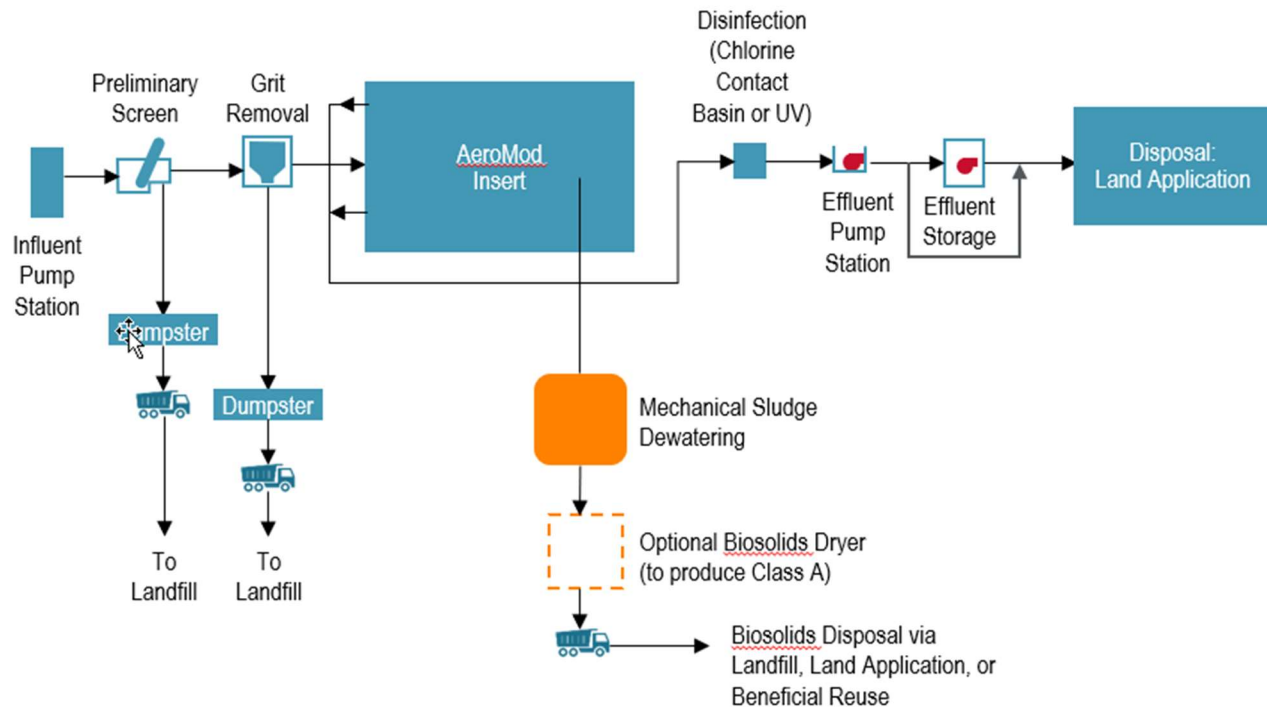 Disinfection
(Chlorine
Contact
Basin or UV)
Preliminary
Screen
Grit
Removal
AeroMod
Insert
Disposal:
Land Application
Influent
Pump
Station
Effluent
Pump
Station
Effluent
Storage
Dumpster
Dumpster
Mechanical Sludge
Dewatering
To
Landfill
To
Landfill
Optional Biosolids Dryer
(to produce Class A)
Biosolids Disposal via
Landfill, Land Application, or
Beneficial Reuse